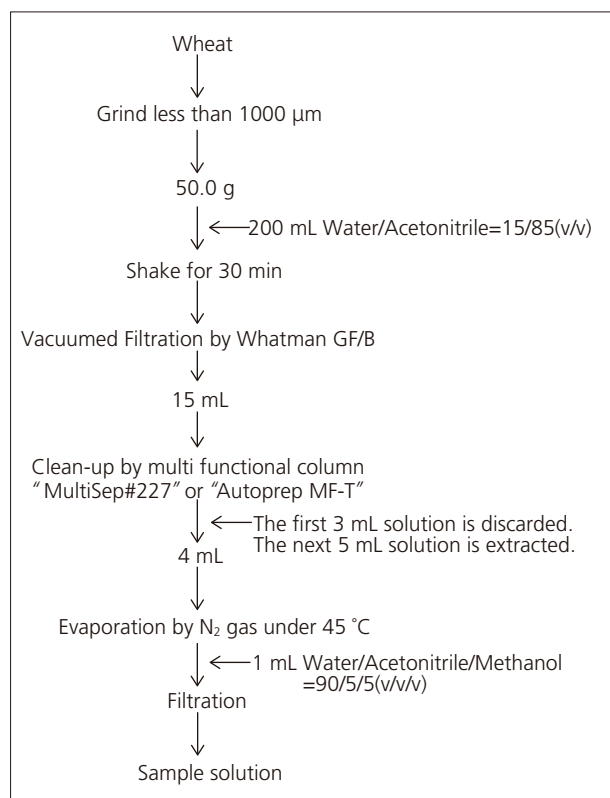 Wheat
Grind less than 1000 µm
50.0 g
200 mL Water/Acetonitrile=15/85(v/v)
Shake for 30 min
Vacuumed Filtration by Whatman GF/B
15 mL
Clean-up by multi functional column
“MultiSep#227” or “Autoprep MF-T”
The first 3 mL solution is discarded.
The next 5 mL solution is extracted.
4 mL
Evaporation by N₂ gas under 45 ˚C
1 mL Water/Acetonitrile/Methanol
=90/5/5(v/v/v)
Filtration
Sample solution